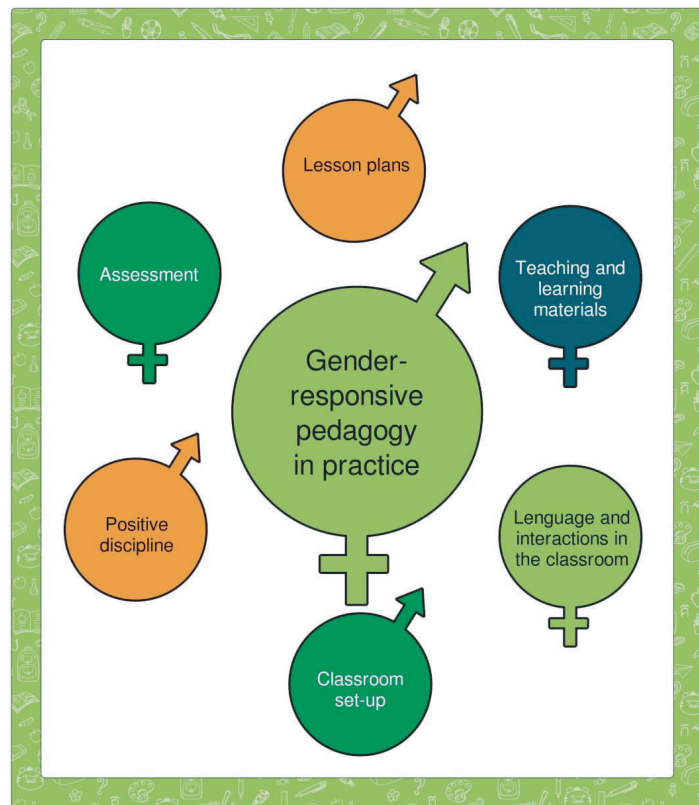 Lesson plans
Assessment
Teaching and
learning
materials
Gender-
responsive
pedagogy
in practice
Positive
discipline
Lenguage and
interactions in
the classroom
Classroom
set-up